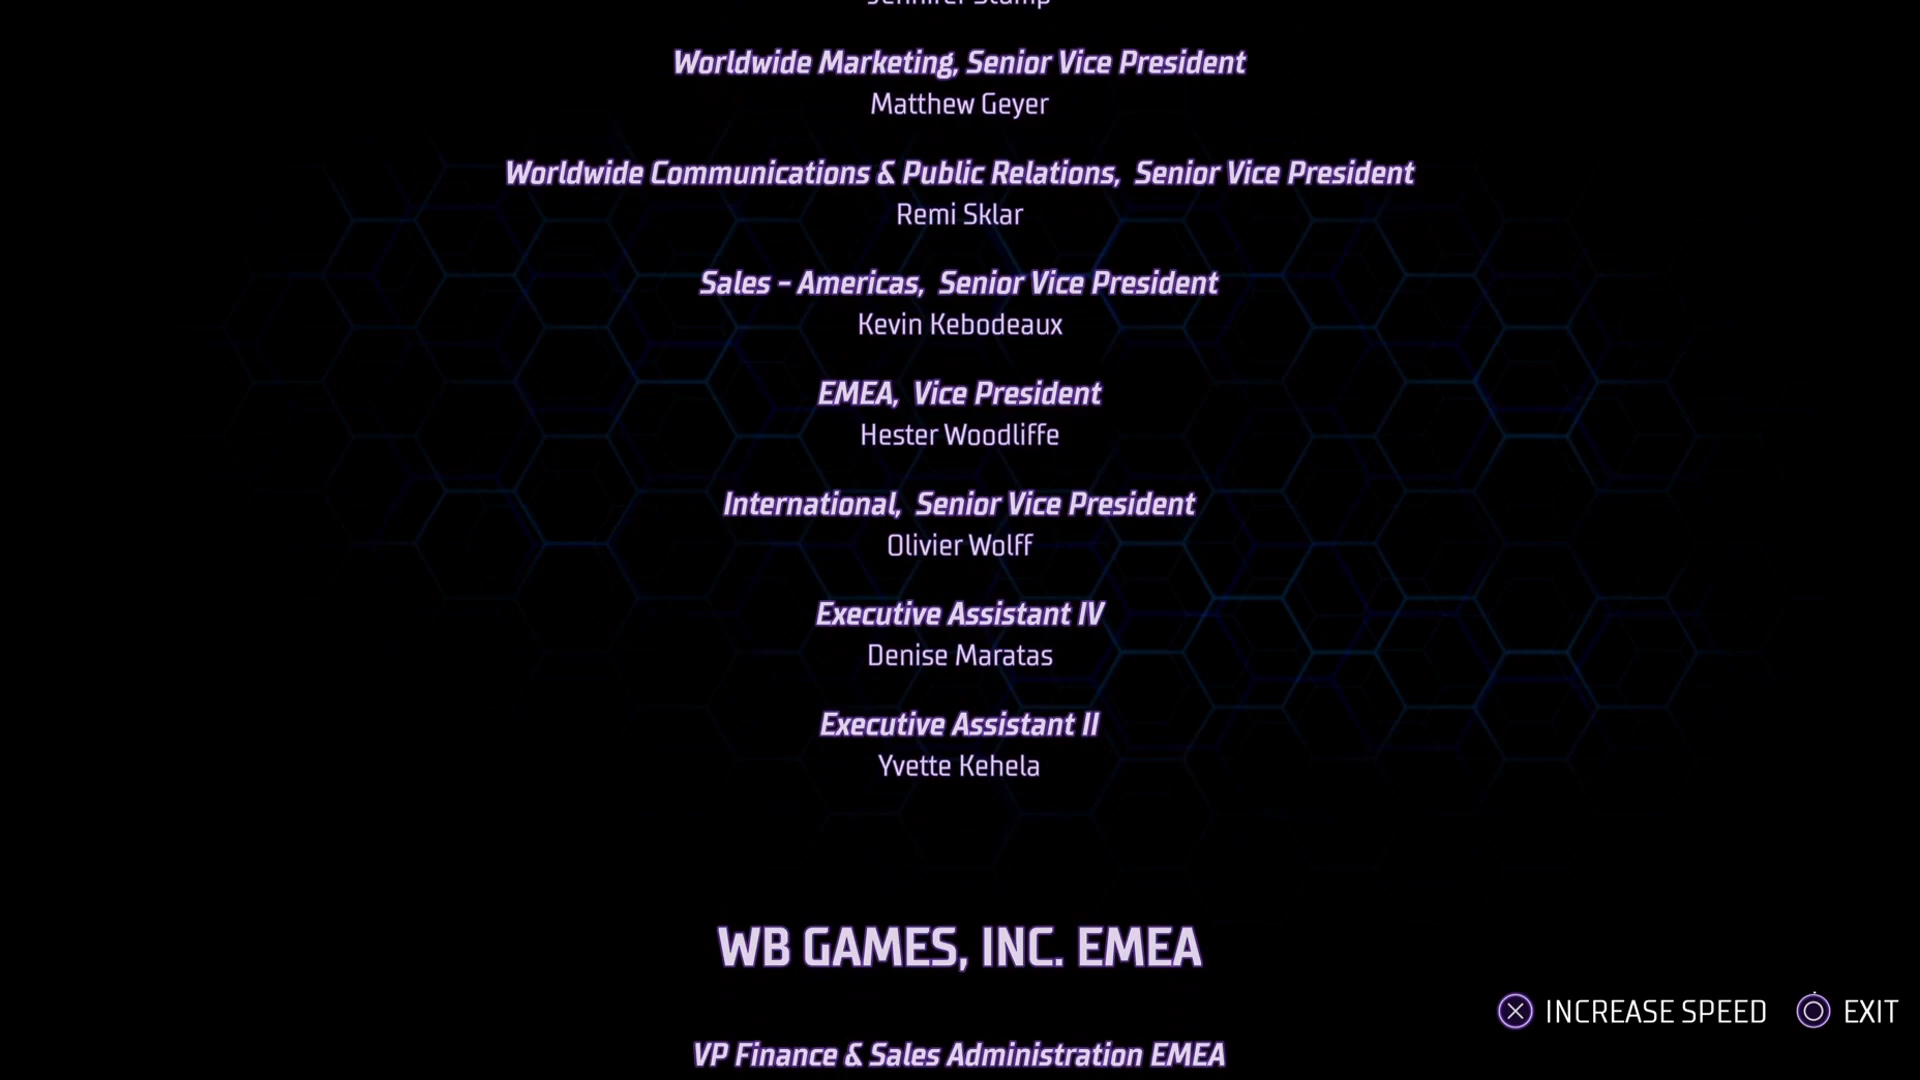 Worldwide Marketing, Senior Vice President
Matthew Geyer
Worldwide Communications & Public Relations, Senior Vice President
Remi Sklar
Sales - Americas, Senior Vice President
Kevin Kebodeaux
EMEA, Vice President
Hester Woodliffe
International, Senior Vice President
Olivier Wolff
Executive Assistant IV
Denise Maratas
Executive Assistant II
Yvette Kehela
WB GAMES, INC. EMEA
INCREASE SPEED
EXIT
VP Finance & Sales Administration EMEA